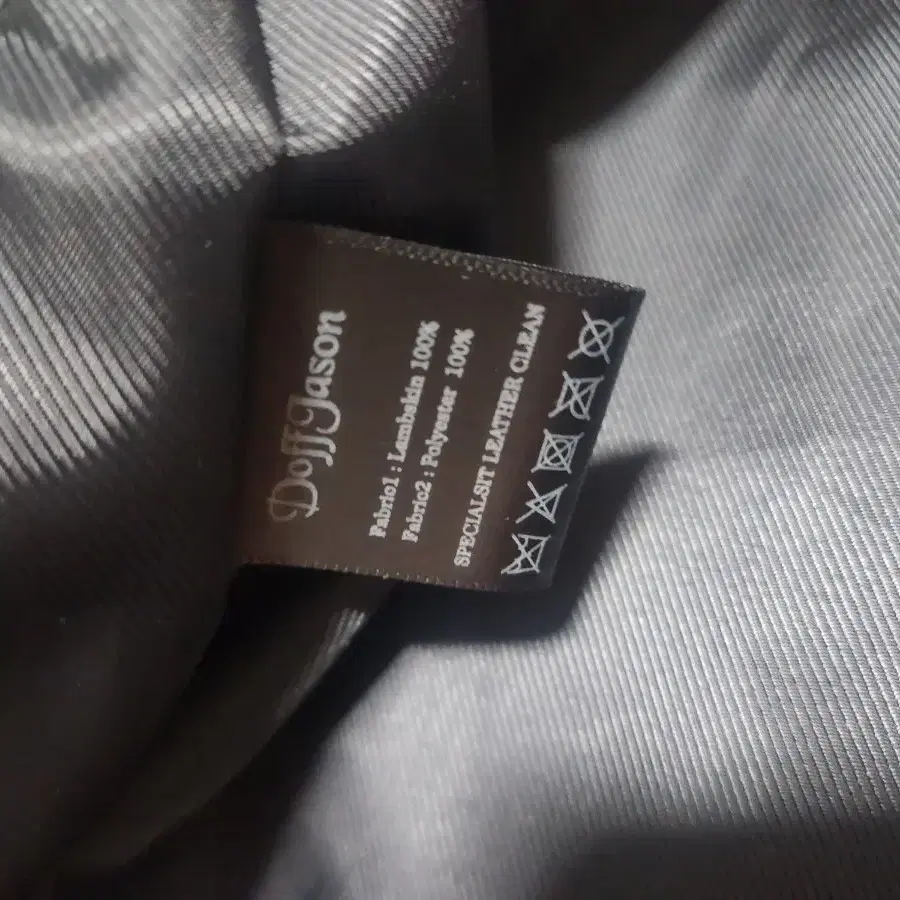 DoffJason
Fabric1 : Lambskin 100%
Fabric2 : Polyester 100%
SPECIALSIT LEATHER CLEAN